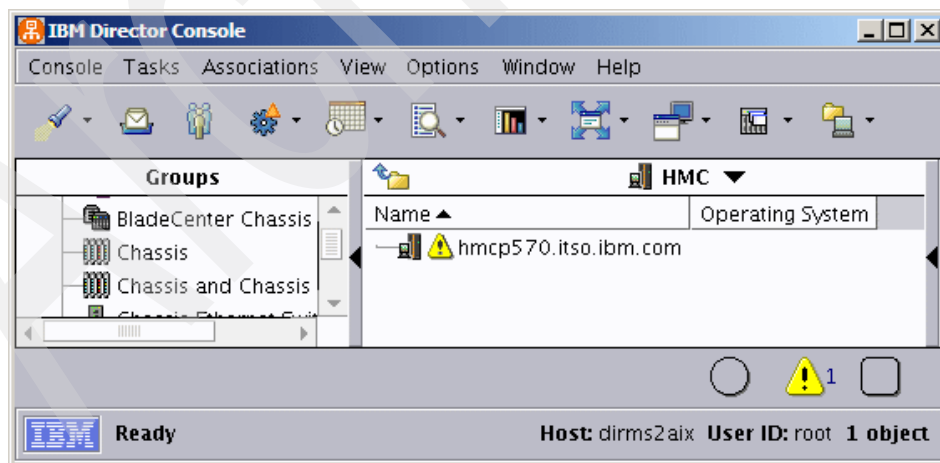 IBM Director Console
Console Tasks Associations View Options Window Help
Groups
HMC
BladeCenter Chassis
Chassis
Chassis and Chassis
Name
Operating System
hmcp570.itso.ibm.com
1
IBM
Ready
Host: dirms2aix User ID: root 1 object